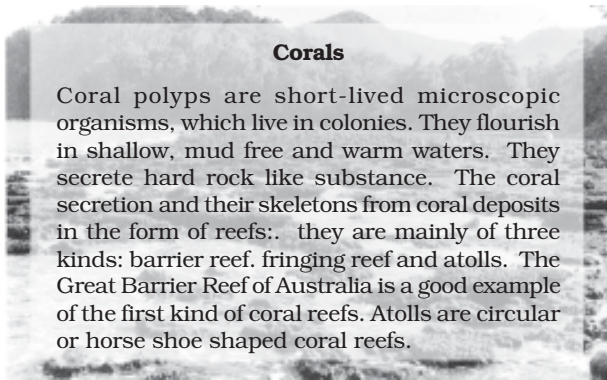 Corals
Coral polyps are short-lived microscopic
organisms, which live in colonies. They flourish
in shallow, mud free and warm waters. They
secrete hard rock like substance. The coral
secretion and their skeletons from coral deposits
in the form of reefs:. they are mainly of three
kinds: barrier reef. fringing reef and atolls. The
Great Barrier Reef of Australia is a good example
of the first kind of coral reefs. Atolls are circular
or horse shoe shaped coral reefs.